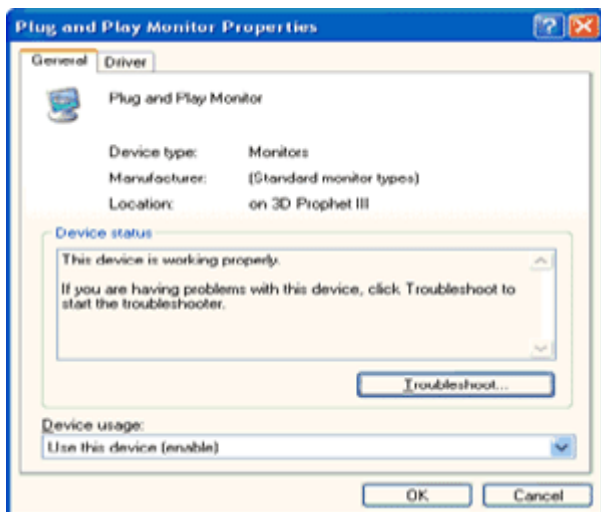 Plug and Play Monitor Properties
General Driver
Plug and Play Monitor
Device type: Monitors
Manufacturer: (Standard monitor types)
Location: on 3D Prophet III
Device status
This device is working properly.
If you are having problems with this device, click Troubleshoot to
start the troubleshooter.
Troubleshoot...
Device usage:
Use this device (enable)
OK Cancel